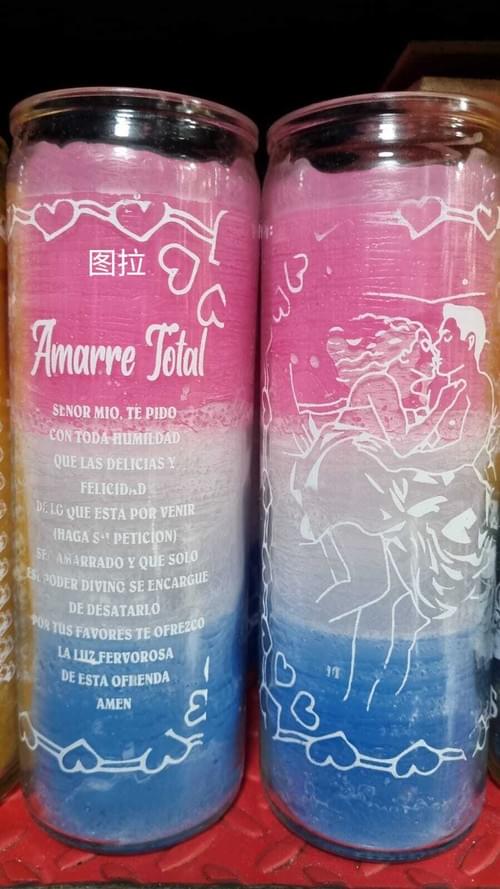 图拉
Amarre Total
SEÑOR MIO, TE PIDO
CON TODA HUMILDAD
QUE LAS DELICIAS Y
FELICIDAD
DE LO QUE ESTA POR VENIR
(HAGA PETICION)
AMARRADO Y QUE SOLO
PODER DIVINO SE ENCARGUE
DE DESATARLO
POR TUS FAVORES TE OFREZCO
LA LUZ FERVOROSA
DE ESTA OFRENDA
AMEN